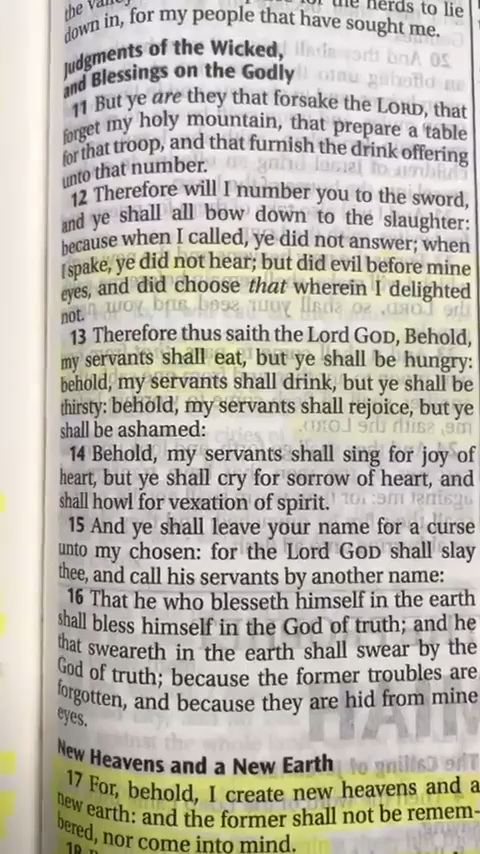 the herds to lie
down in, for my people that have sought me.
Judgments of the Wicked,
and Blessings on the Godly
11 But ye are they that forsake the LORD, that
forget my holy mountain, that prepare a table
for that troop, and that furnish the drink offering
unto that number.
12 Therefore will I number you to the sword,
and ye shall all bow down to the slaughter:
because when I called, ye did not answer; when
I spake, ye did not hear; but did evil before mine
eyes, and did choose that wherein I delighted
not.
13 Therefore thus saith the Lord GOD, Behold,
my servants shall eat, but ye shall be hungry:
behold, my servants shall drink, but ye shall be
thirsty: behold, my servants shall rejoice, but ye
shall be ashamed:
14 Behold, my servants shall sing for joy of
heart, but ye shall cry for sorrow of heart, and
shall howl for vexation of spirit.
15 And ye shall leave your name for a curse
unto my chosen: for the Lord GOD shall slay
thee, and call his servants by another name:
16 That he who blesseth himself in the earth
shall bless himself in the God of truth; and he
that sweareth in the earth shall swear by the
God of truth; because the former troubles are
forgotten, and because they are hid from mine
eyes.
New Heavens and a New Earth
17 For, behold, I create new heavens and a
new earth: and the former shall not be remem-
bered, nor come into mind.
18